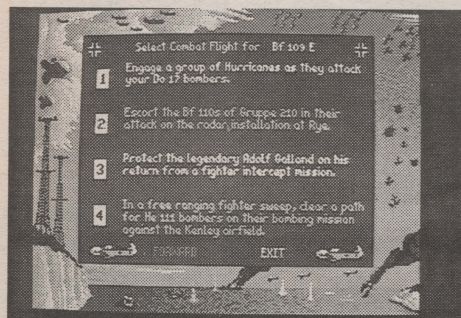 Select Combat Flight for Bf 109 E
1 Engage a group of Hurricanes as they attack
your Do 17 bombers.
2 Escort the Bf 110s of Gruppe 210 in their
attack on the radar installation at Rye.
3 Protect the legendary Adolf Galland on his
return from a fighter intercept mission.
4 In a free ranging fighter sweep, clear a path
for He 111 bombers on their bombing mission
against the Kenley airfield.
FORWARD EXIT